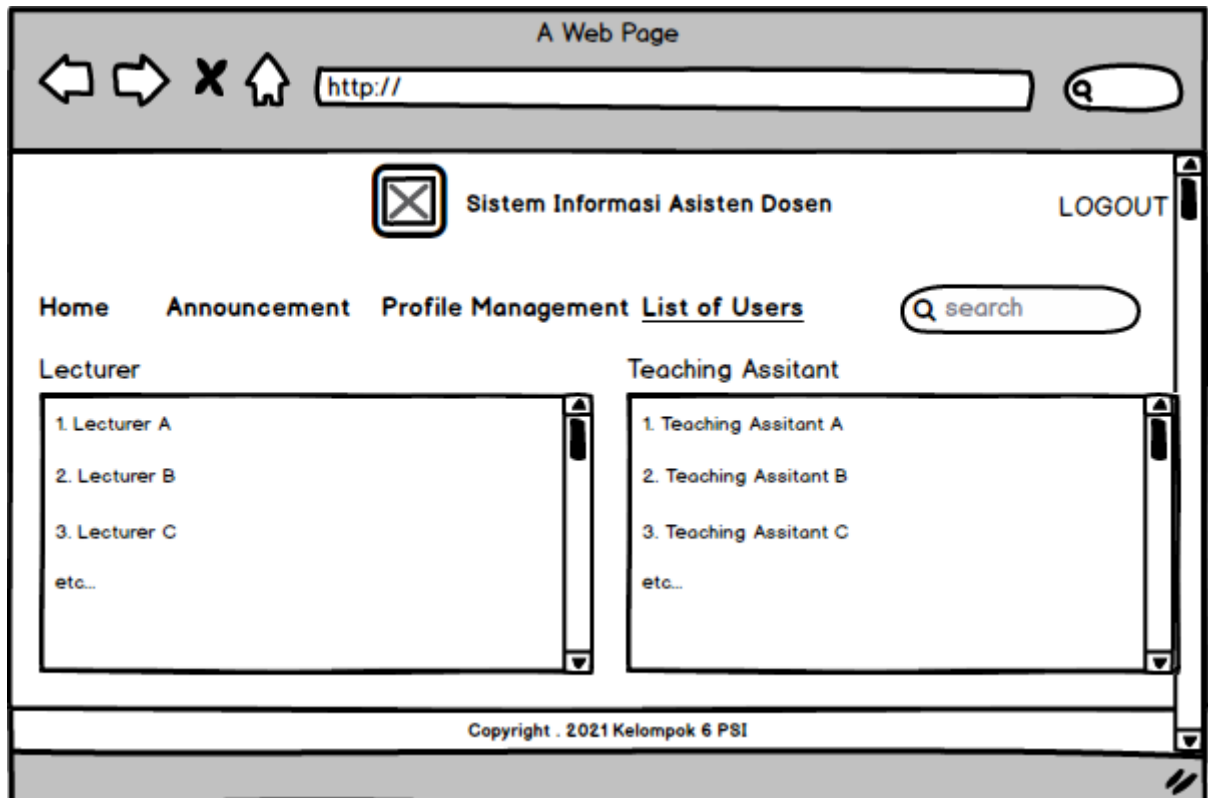 A Web Page
http://
Sistem Informasi Asisten Dosen
LOGOUT
Home Announcement Profile Management List of Users
search
Lecturer
1. Lecturer A
2. Lecturer B
3. Lecturer C
etc...
Teaching Assitant
1. Teaching Assitant A
2. Teaching Assitant B
3. Teaching Assitant C
etc...
Copyright . 2021 Kelompok 6 PSI